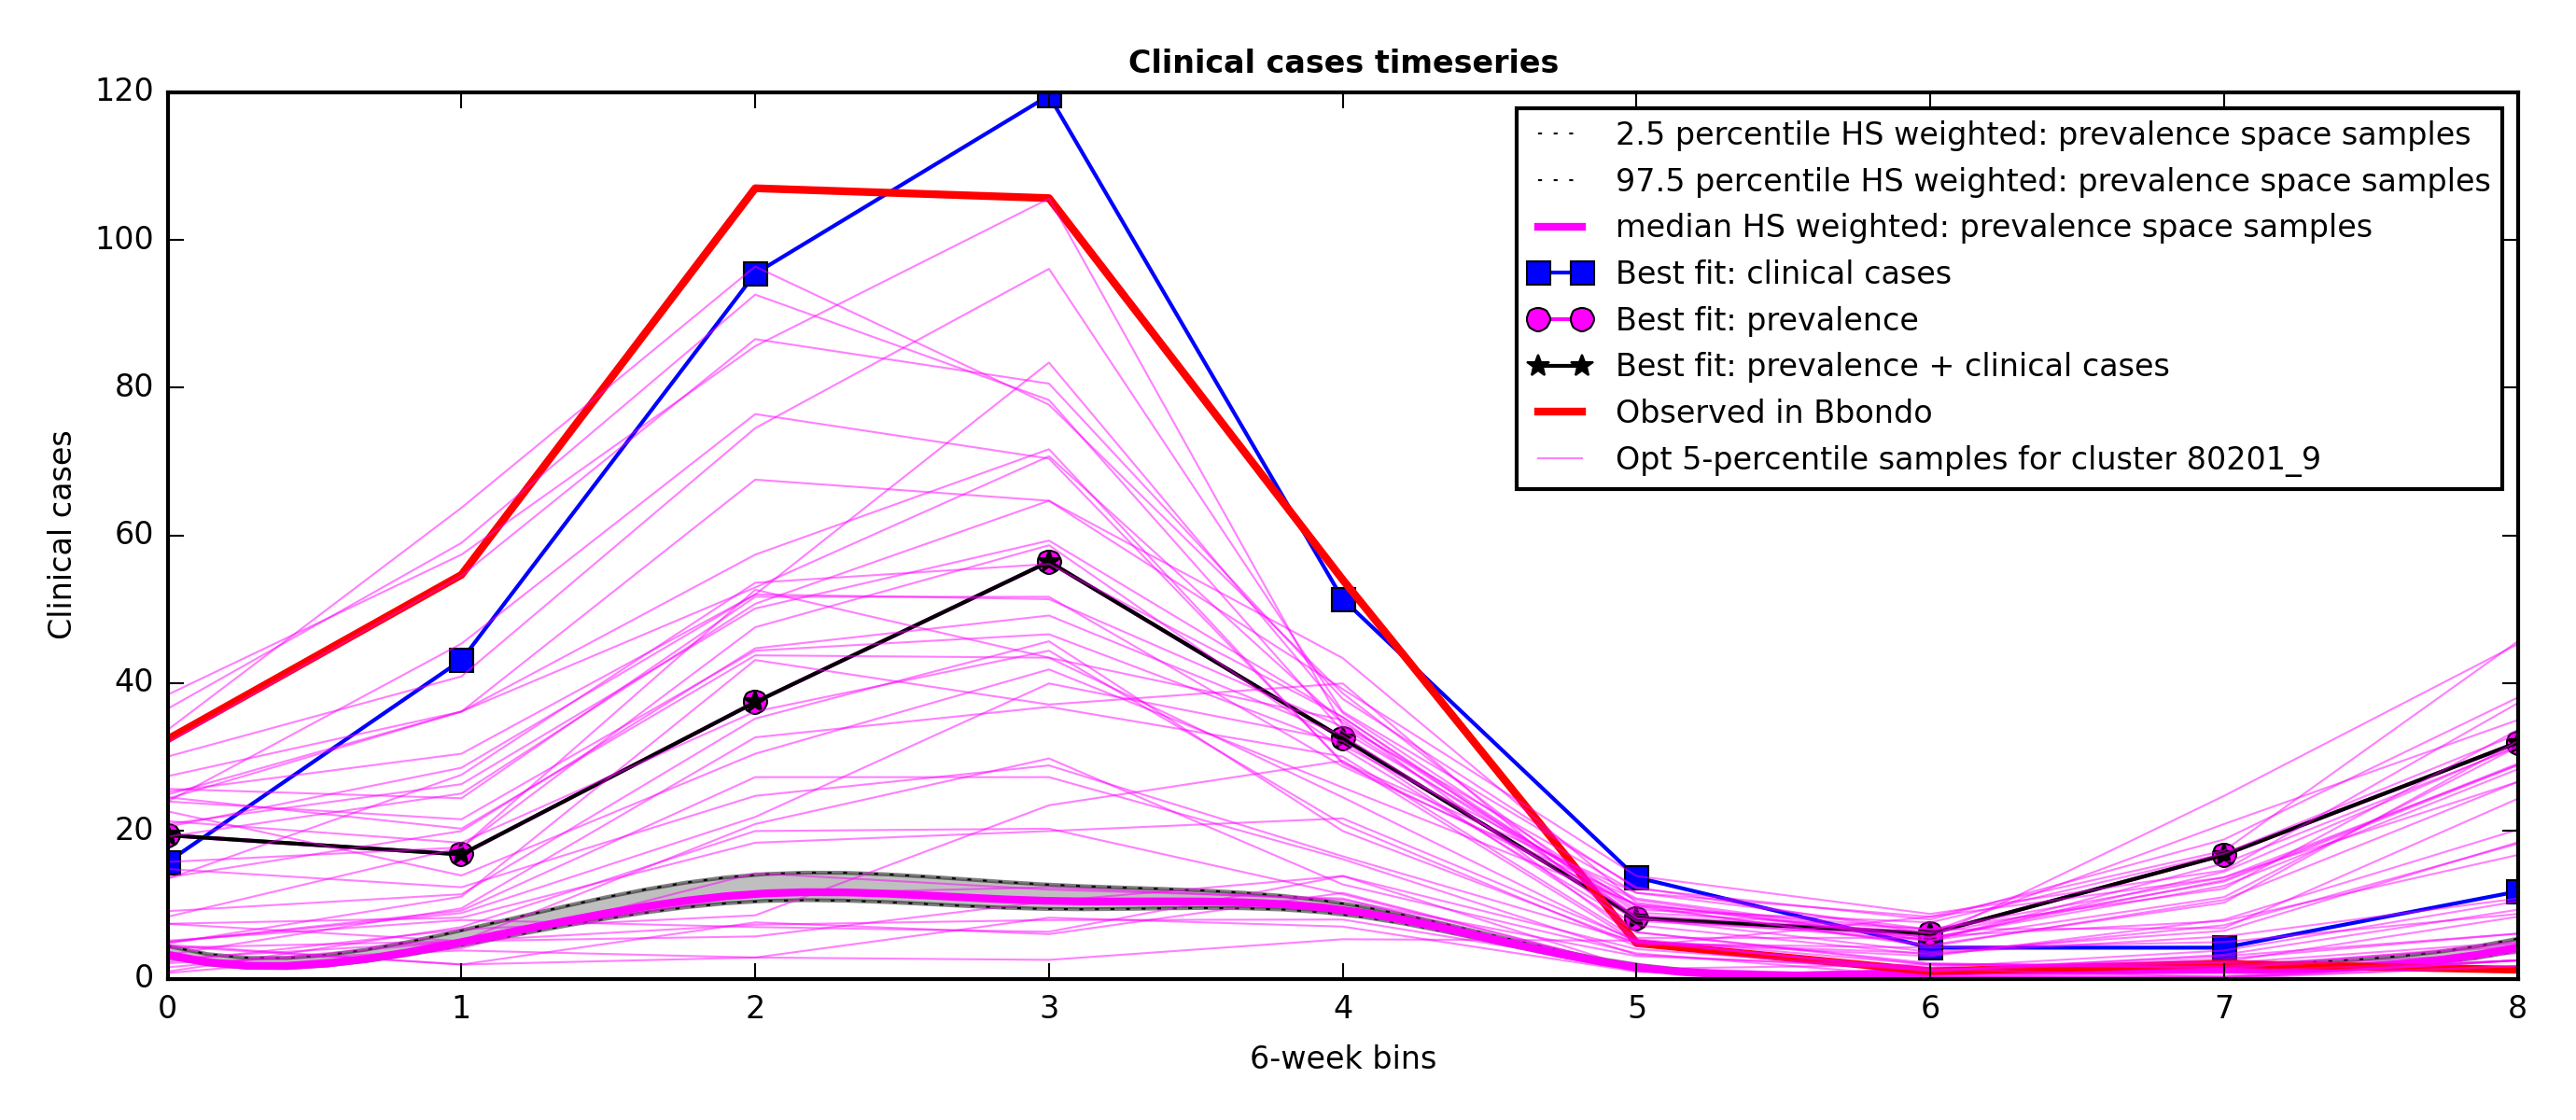 Clinical cases timeseries
120
100
80
60
40
20
0
Clinical cases
2.5 percentile HS weighted: prevalence space samples
97.5 percentile HS weighted: prevalence space samples
median HS weighted: prevalence space samples
Best fit: clinical cases
Best fit: prevalence
Best fit: prevalence + clinical cases
Observed in Bbondo
Opt 5-percentile samples for cluster 80201_9
0 1 2 3 4 5 6 7 8
6-week bins